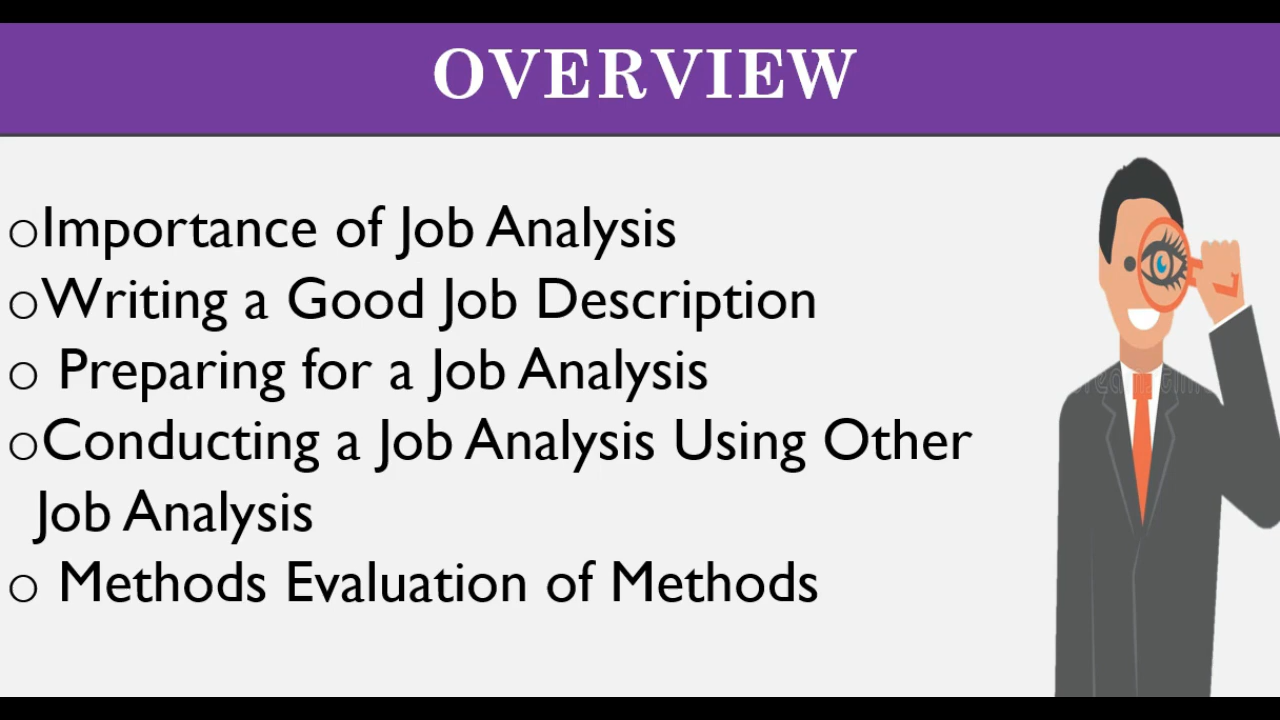 OVERVIEW
oImportance of Job Analysis
oWriting a Good Job Description
o Preparing for a Job Analysis
oConducting a Job Analysis Using Other
Job Analysis
o Methods Evaluation of Methods